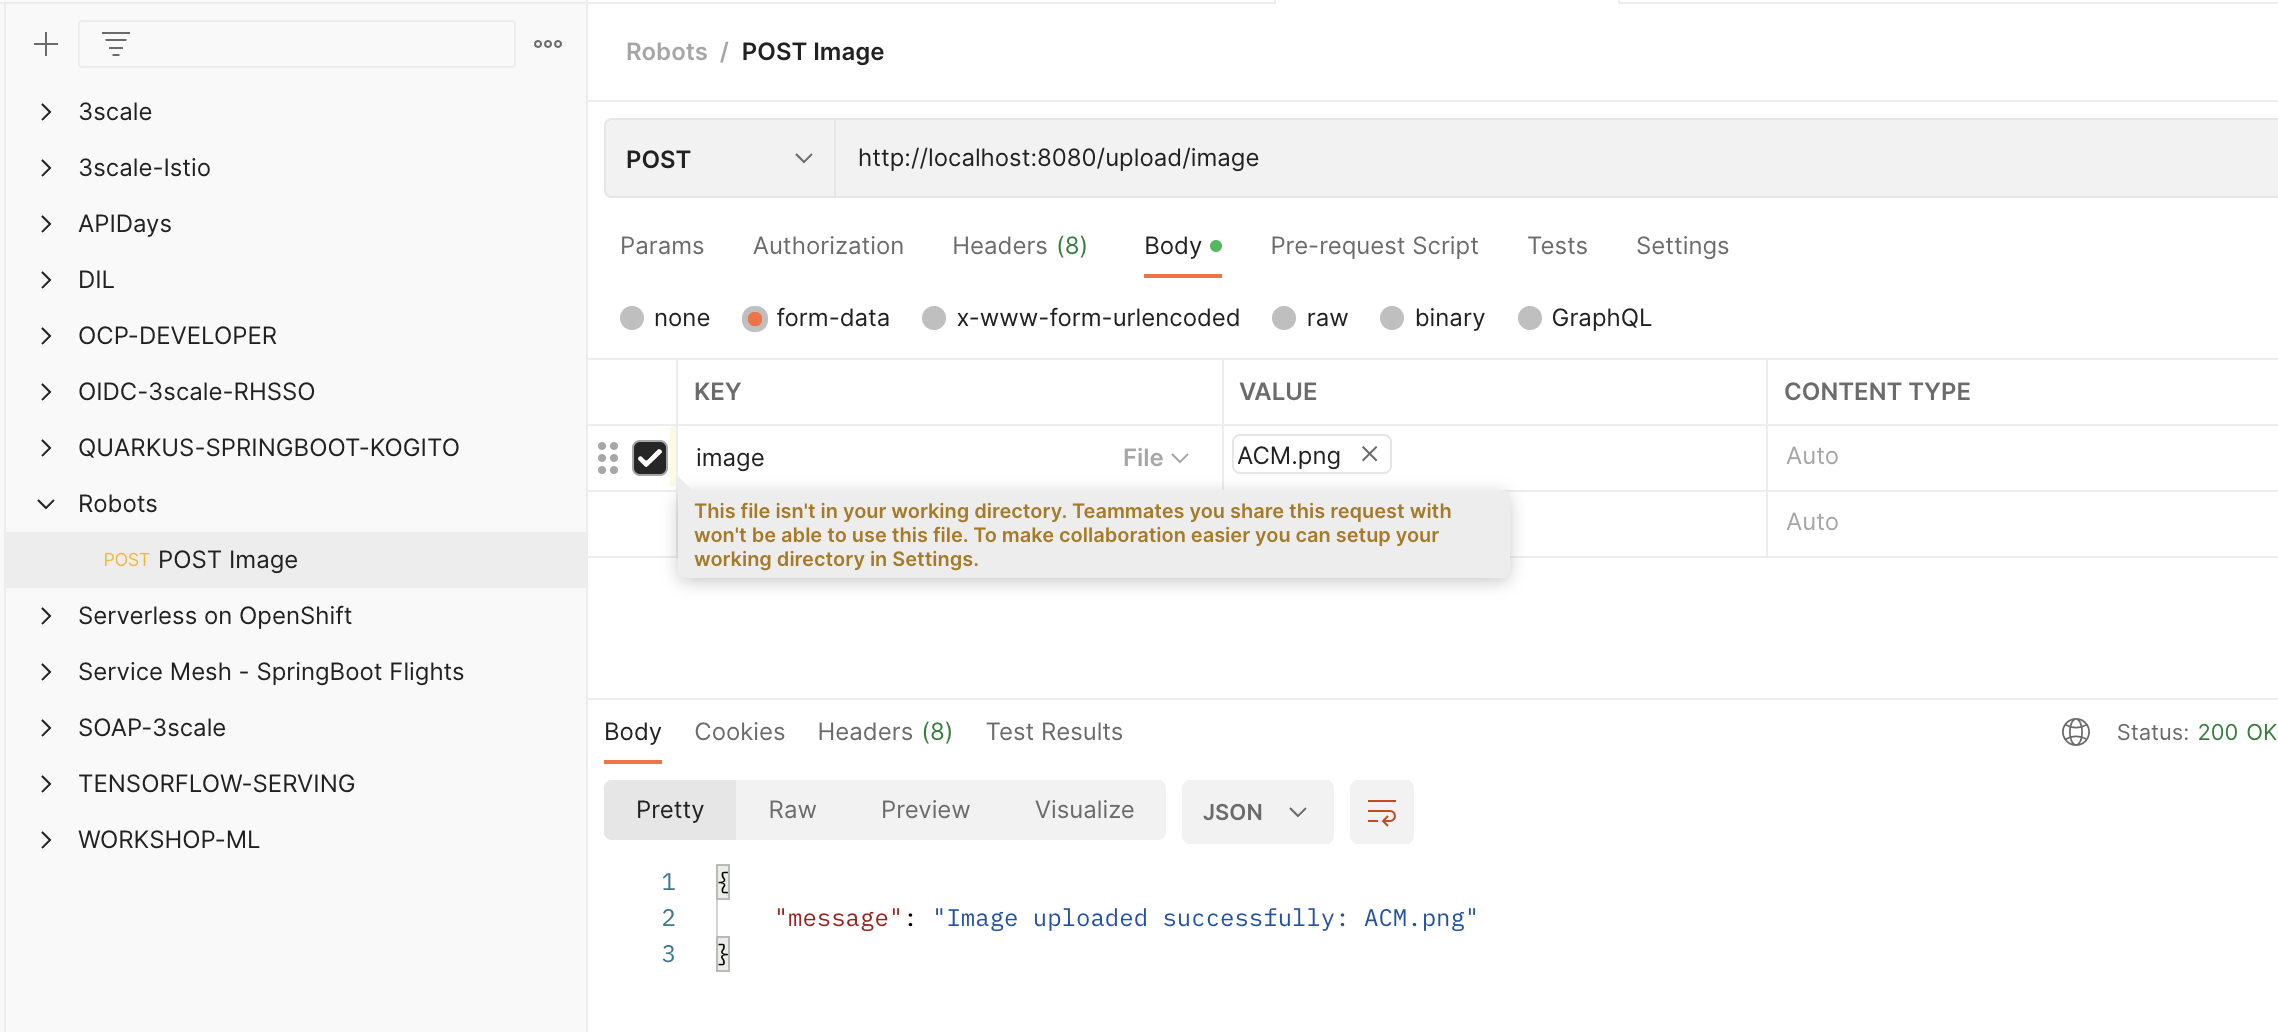 3scale
3scale-Istio
APIDays
DIL
OCP-DEVELOPER
OIDC-3scale-RHSSO
QUARKUS-SPRINGBOOT-KOGITO
Robots
POST POST Image
Serverless on OpenShift
Service Mesh - SpringBoot Flights
SOAP-3scale
TENSORFLOW-SERVING
WORKSHOP-ML
Robots / POST Image
POST http://localhost:8080/upload/image
Params Authorization Headers (8) Body Pre-request Script Tests Settings
none form-data x-www-form-urlencoded raw binary GraphQL
KEY VALUE CONTENT TYPE
image File ACM.png Auto
This file isn't in your working directory. Teammates you share this request with
won't be able to use this file. To make collaboration easier you can setup your
working directory in Settings.
Auto
Body Cookies Headers (8) Test Results Status: 200 OK
Pretty Raw Preview Visualize JSON
1 {
2 "message": "Image uploaded successfully: ACM.png"
3 }